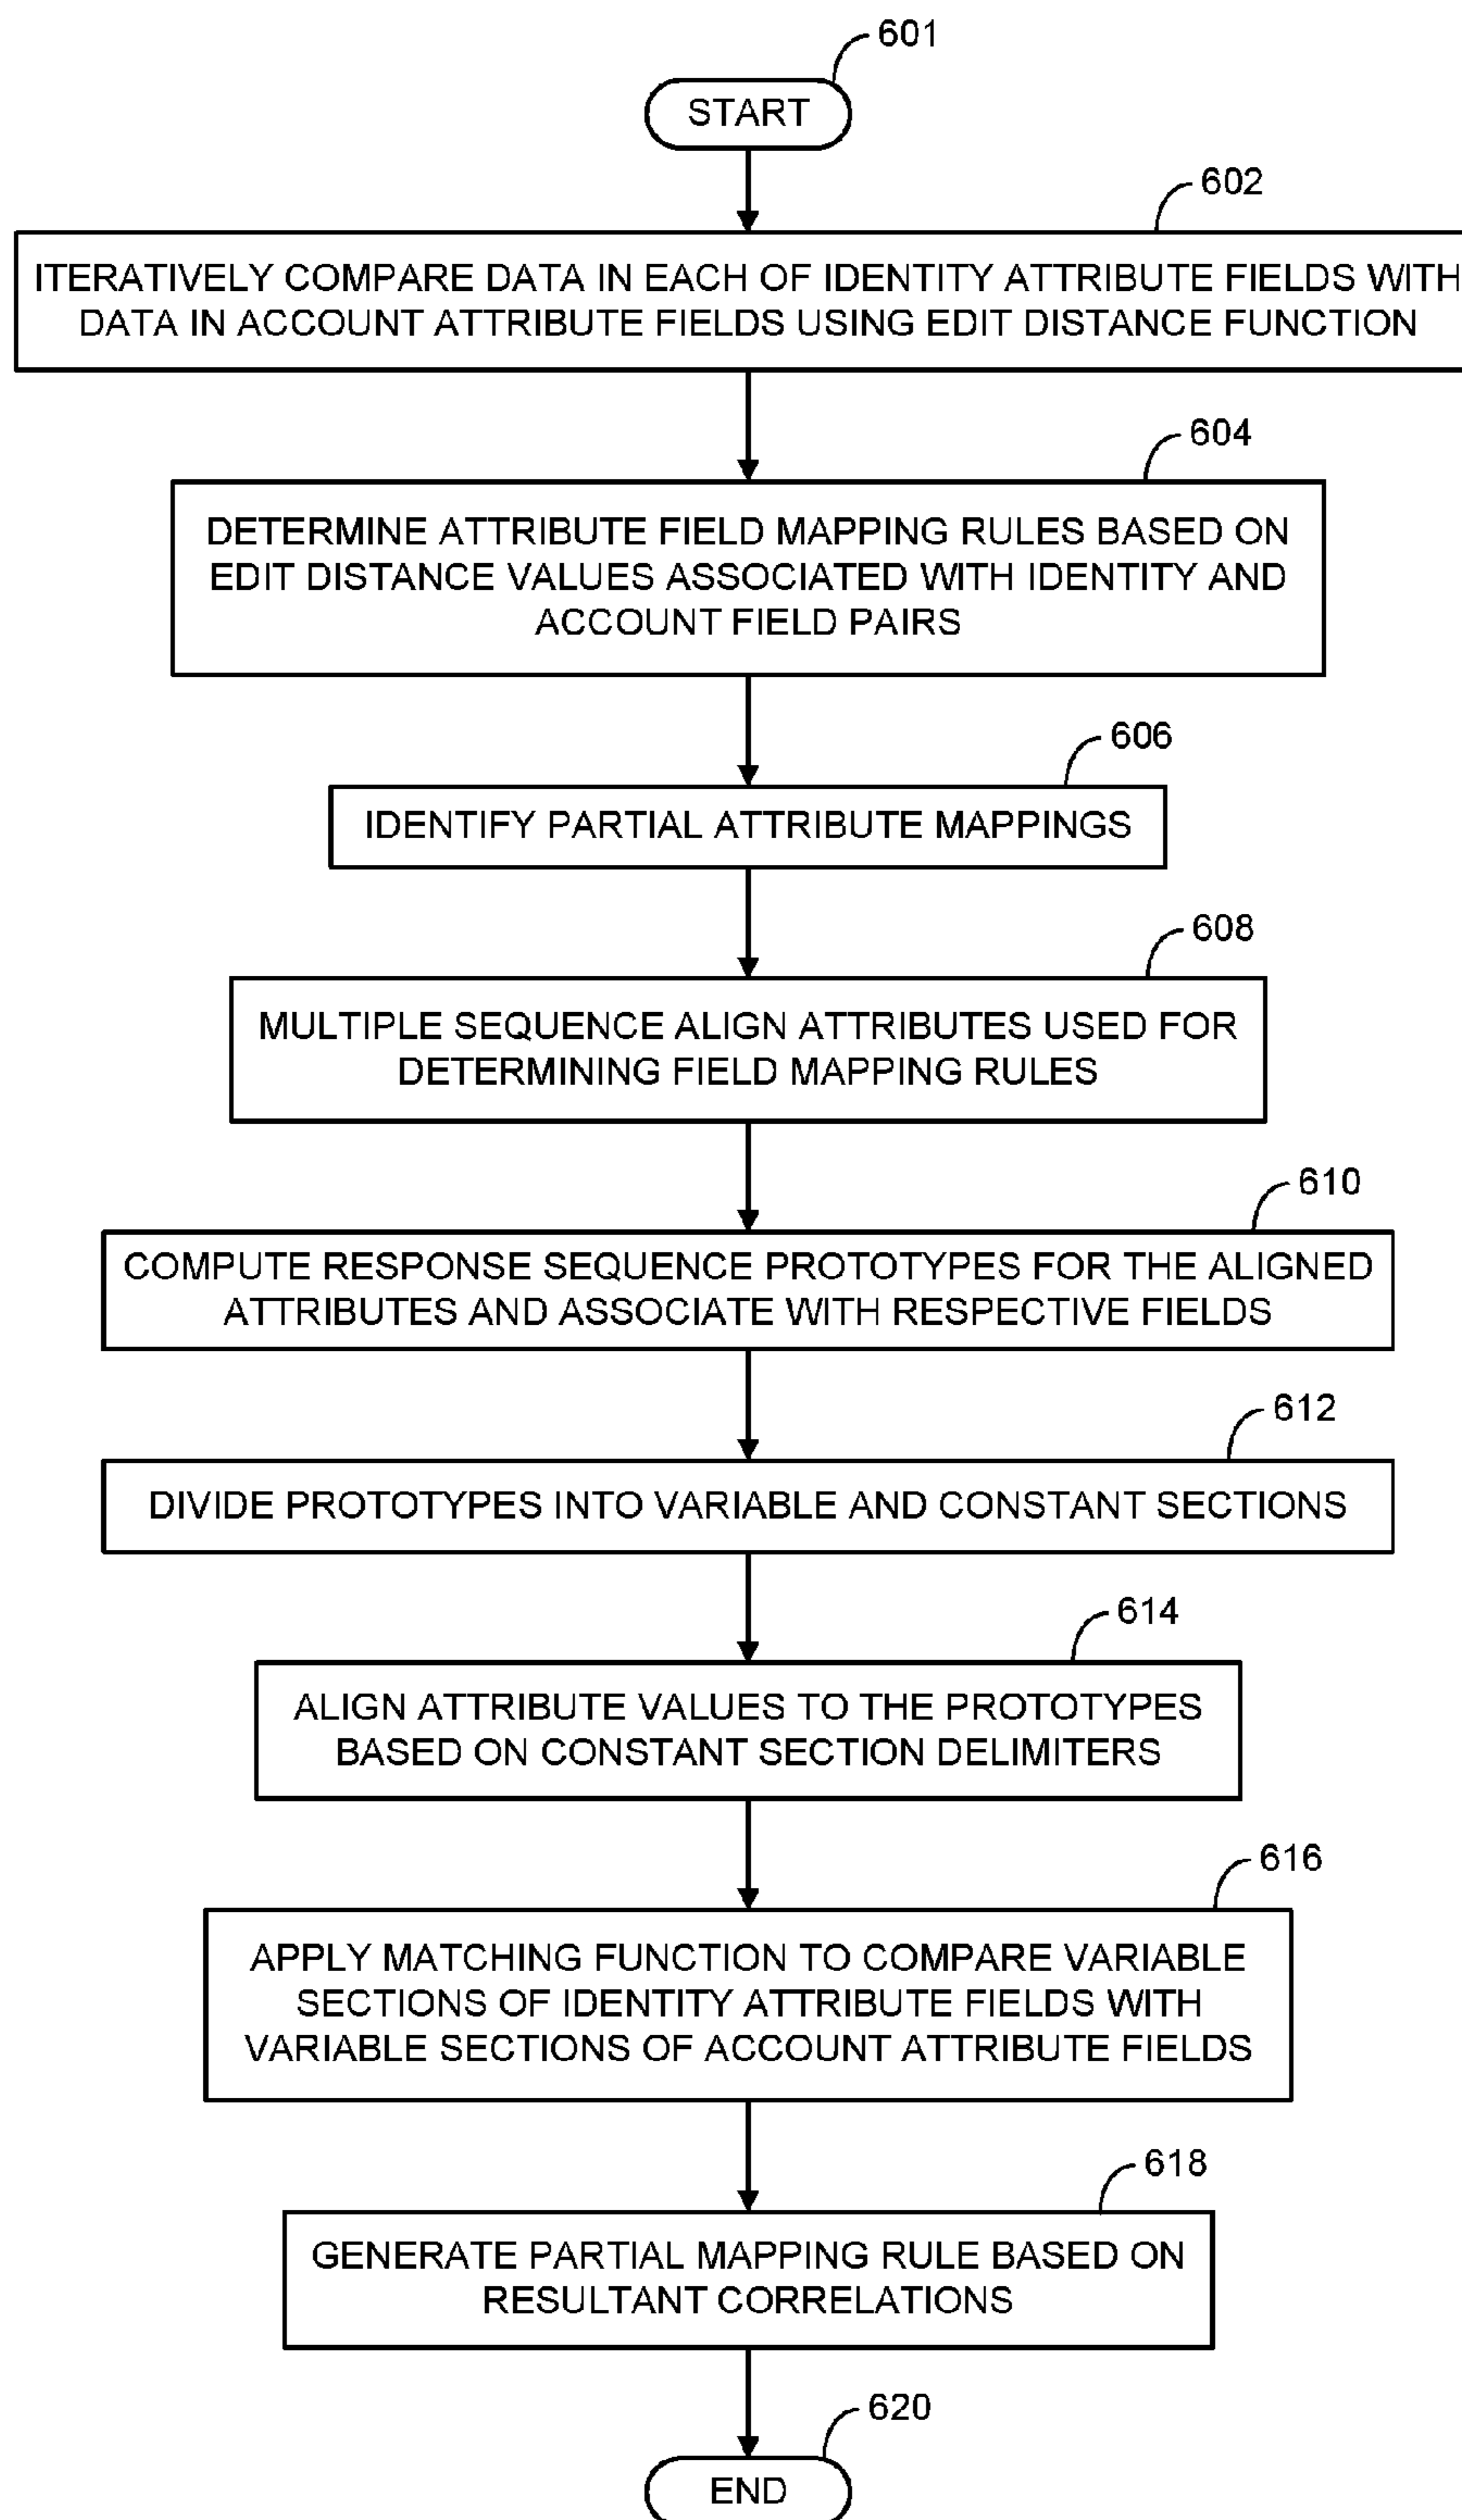 601
START
602
ITERATIVELY COMPARE DATA IN EACH OF IDENTITY ATTRIBUTE FIELDS WITH
DATA IN ACCOUNT ATTRIBUTE FIELDS USING EDIT DISTANCE FUNCTION
604
DETERMINE ATTRIBUTE FIELD MAPPING RULES BASED ON
EDIT DISTANCE VALUES ASSOCIATED WITH IDENTITY AND
ACCOUNT FIELD PAIRS
606
IDENTIFY PARTIAL ATTRIBUTE MAPPINGS
608
MULTIPLE SEQUENCE ALIGN ATTRIBUTES USED FOR
DETERMINING FIELD MAPPING RULES
610
COMPUTE RESPONSE SEQUENCE PROTOTYPES FOR THE ALIGNED
ATTRIBUTES AND ASSOCIATE WITH RESPECTIVE FIELDS
612
DIVIDE PROTOTYPES INTO VARIABLE AND CONSTANT SECTIONS
614
ALIGN ATTRIBUTE VALUES TO THE PROTOTYPES
BASED ON CONSTANT SECTION DELIMITERS
616
APPLY MATCHING FUNCTION TO COMPARE VARIABLE
SECTIONS OF IDENTITY ATTRIBUTE FIELDS WITH
VARIABLE SECTIONS OF ACCOUNT ATTRIBUTE FIELDS
618
GENERATE PARTIAL MAPPING RULE BASED ON
RESULTANT CORRELATIONS
620
END